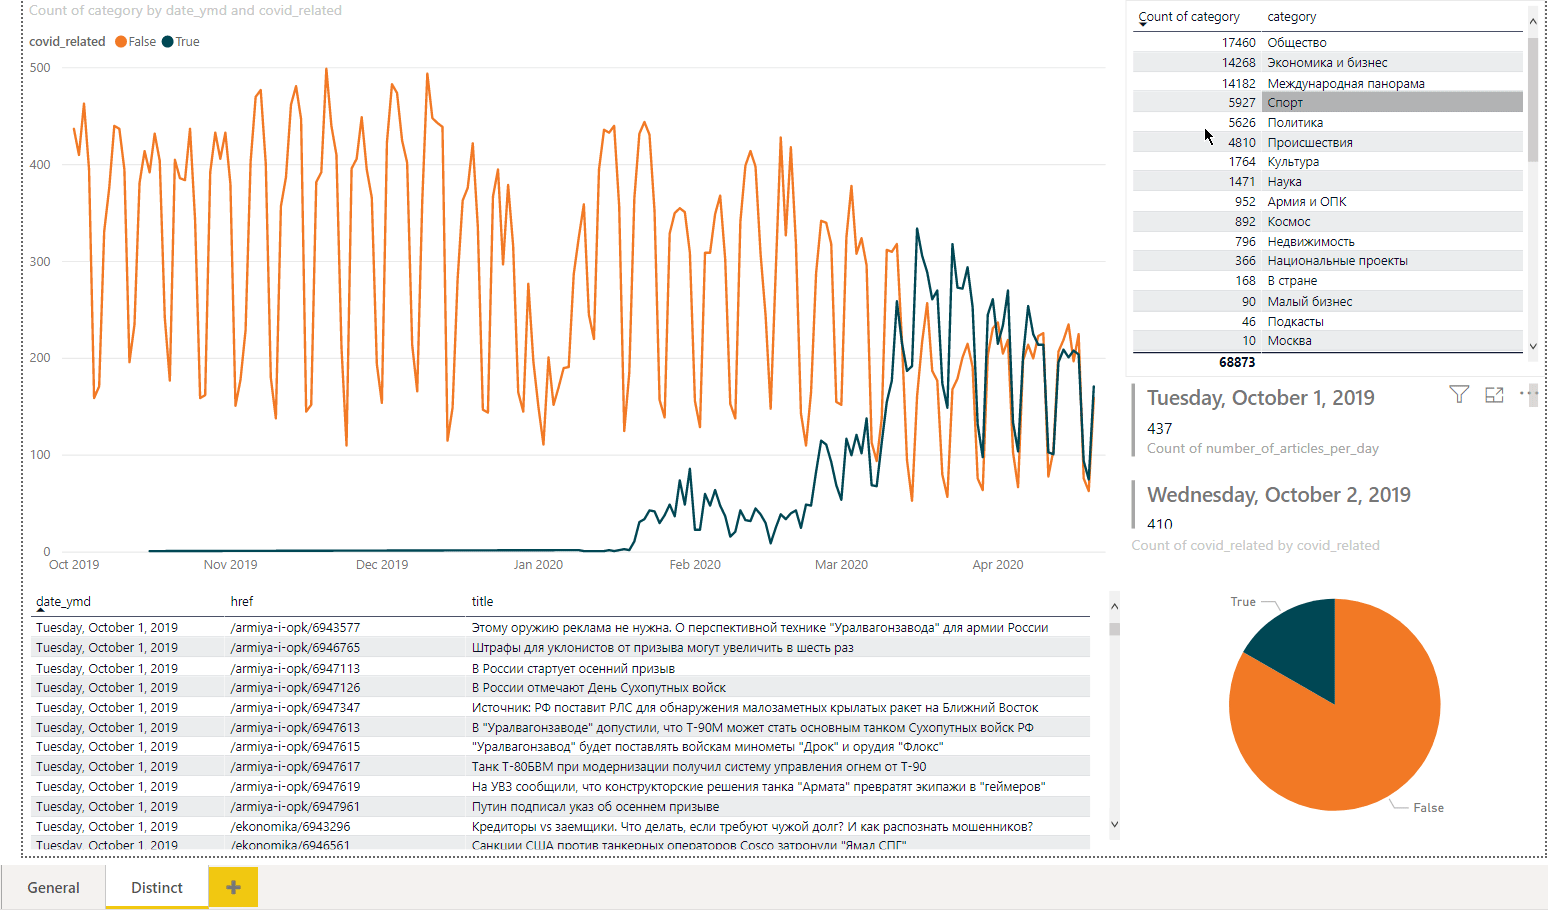 Count of category by date_ymd and covid_related
covid_related False True
500
400
300
200
100
0
Oct 2019 Nov 2019 Dec 2019 Jan 2020 Feb 2020 Mar 2020 Apr 2020
Count of category category
17460 Общество
14268 Экономика и бизнес
14182 Международная панорама
5927 Спорт
5626 Политика
4810 Происшествия
1764 Культура
1471 Наука
952 Армия и ОПК
892 Космос
796 Недвижимость
366 Национальные проекты
168 В стране
90 Малый бизнес
46 Подкасты
10 Москва
68873
Tuesday, October 1, 2019
437
Count of number_of_articles_per_day
Wednesday, October 2, 2019
410
Count of covid_related by covid_related
True
False
date_ymd href title
Tuesday, October 1, 2019 /armiya-i-opk/6943577 Этому оружию реклама не нужна. О перспективной технике "Уралвагонзавода" для армии России
Tuesday, October 1, 2019 /armiya-i-opk/6946765 Штрафы для уклонистов от призыва могут увеличить в шесть раз
Tuesday, October 1, 2019 /armiya-i-opk/6947113 В России стартует осенний призыв
Tuesday, October 1, 2019 /armiya-i-opk/6947126 В России отмечают День Сухопутных войск
Tuesday, October 1, 2019 /armiya-i-opk/6947347 Источник: РФ поставит РЛС для обнаружения малозаметных крылатых ракет на Ближний Восток
Tuesday, October 1, 2019 /armiya-i-opk/6947613 В "Уралвагонзаводе" допустили, что Т-90М может стать основным танком Сухопутных войск РФ
Tuesday, October 1, 2019 /armiya-i-opk/6947615 "Уралвагонзавод" будет поставлять войскам минометы "Дрок" и орудия "Флокс"
Tuesday, October 1, 2019 /armiya-i-opk/6947617 Танк Т-80БВМ при модернизации получил систему управления огнем от Т-90
Tuesday, October 1, 2019 /armiya-i-opk/6947619 На УВЗ сообщили, что конструкторские решения танка "Армата" превратят экипажи в "геймеров"
Tuesday, October 1, 2019 /armiya-i-opk/6947961 Путин подписал указ об осеннем призыве
Tuesday, October 1, 2019 /ekonomika/6943296 Кредиторы vs заемщики. Что делать, если требуют чужой долг? И как распознать мошенников?
Tuesday, October 1, 2019 /ekonomika/6946561 Санкции США против танкерных операторов Cosco затронули "Ямал СПГ"
General Distinct +